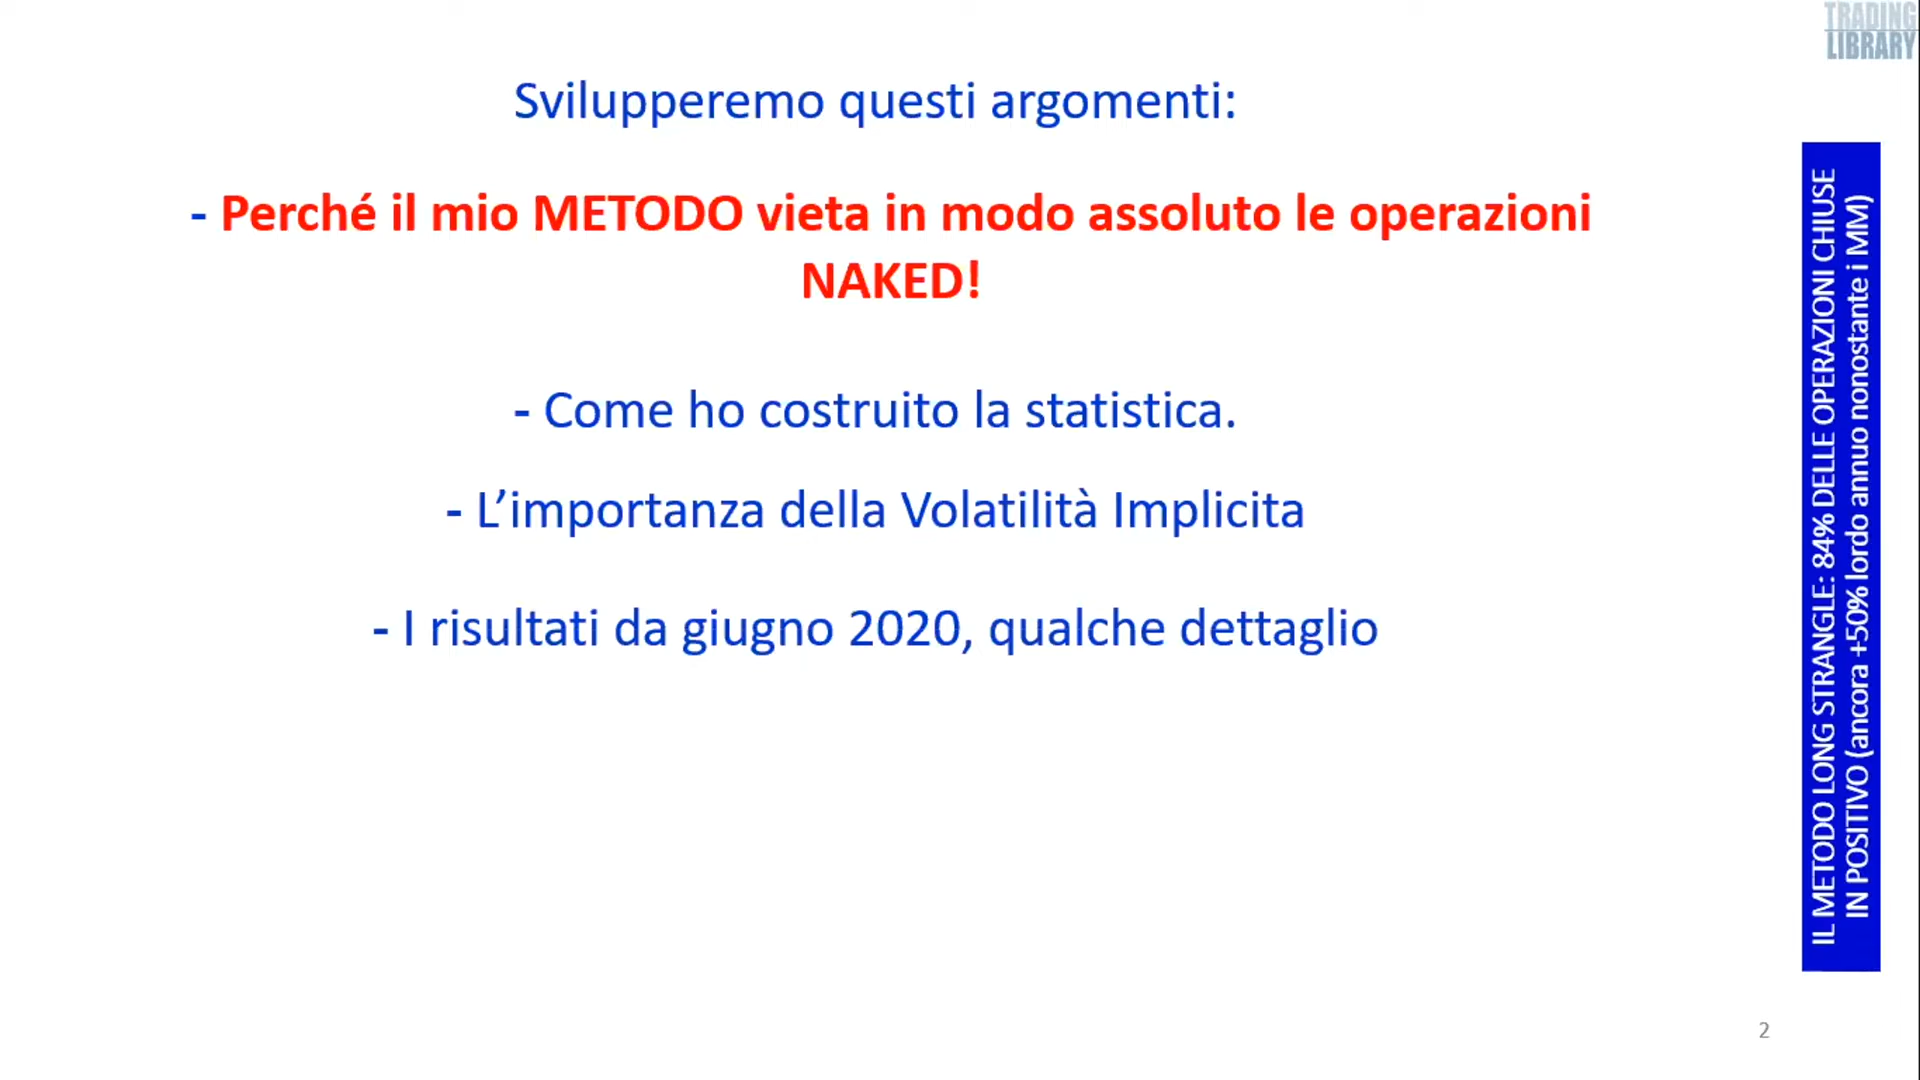 TRADING
LIBRARY
Svilupperemo questi argomenti:
- Perché il mio METODO vieta in modo assoluto le operazioni
NAKED!
- Come ho costruito la statistica.
- L’importanza della Volatilità Implicita
- I risultati da giugno 2020, qualche dettaglio
IL METODO LONG STRANGLE: 84% DELLE OPERAZIONI CHIUSE
IN POSITIVO (ancora +50% lordo annuo nonostante i MM)
2